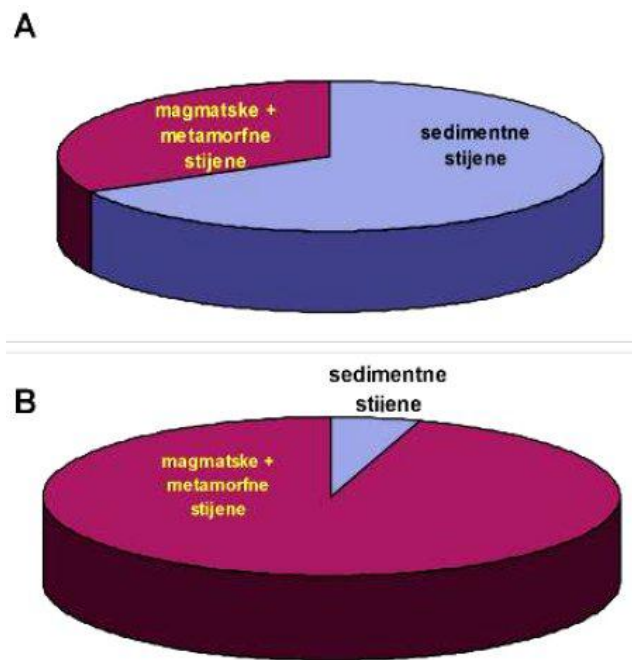 A
magmatske +
metamorfne
stijene
sedimentne
stijene
sedimentne
stijene
B
magmatske +
metamorfne
stijene